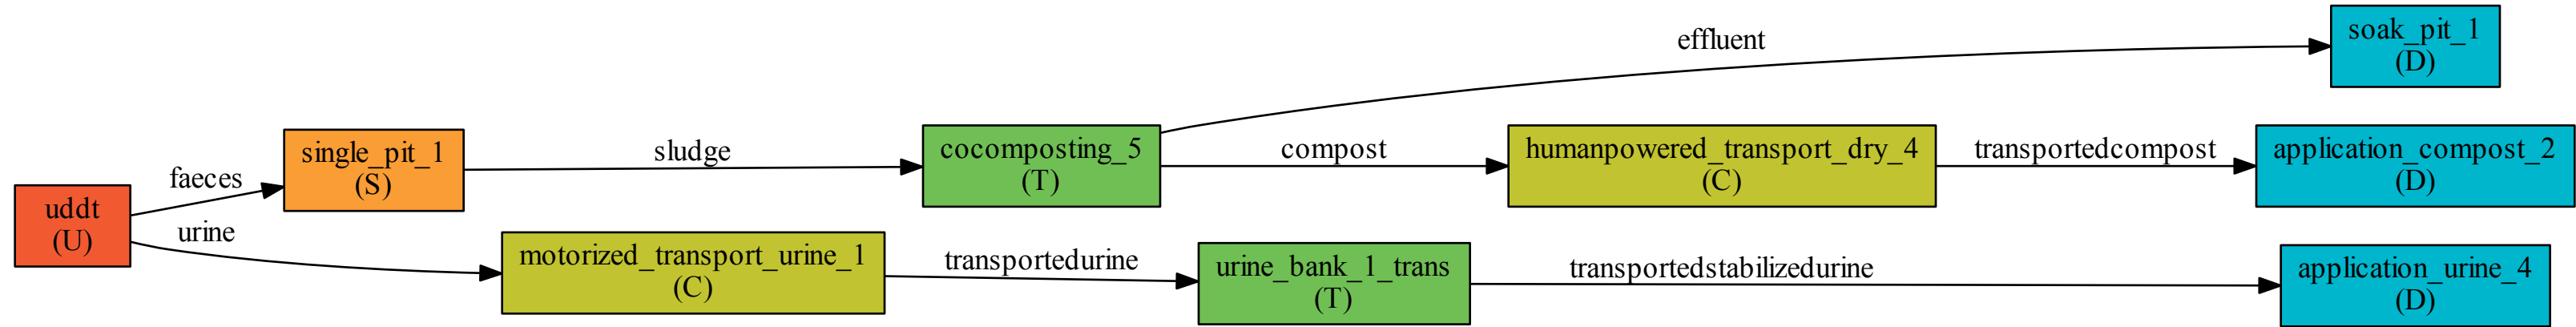 uddt
(U)
faeces
urine
single_pit_1
(S)
sludge
motorized_transport_urine_1
(C)
transportedurine
cocomposting_5
(T)
effluent
compost
urine_bank_1_trans
(T)
transportedstabilizedurine
humanpowered_transport_dry_4
(C)
transportedcompost
soak_pit_1
(D)
application_compost_2
(D)
application_urine_4
(D)